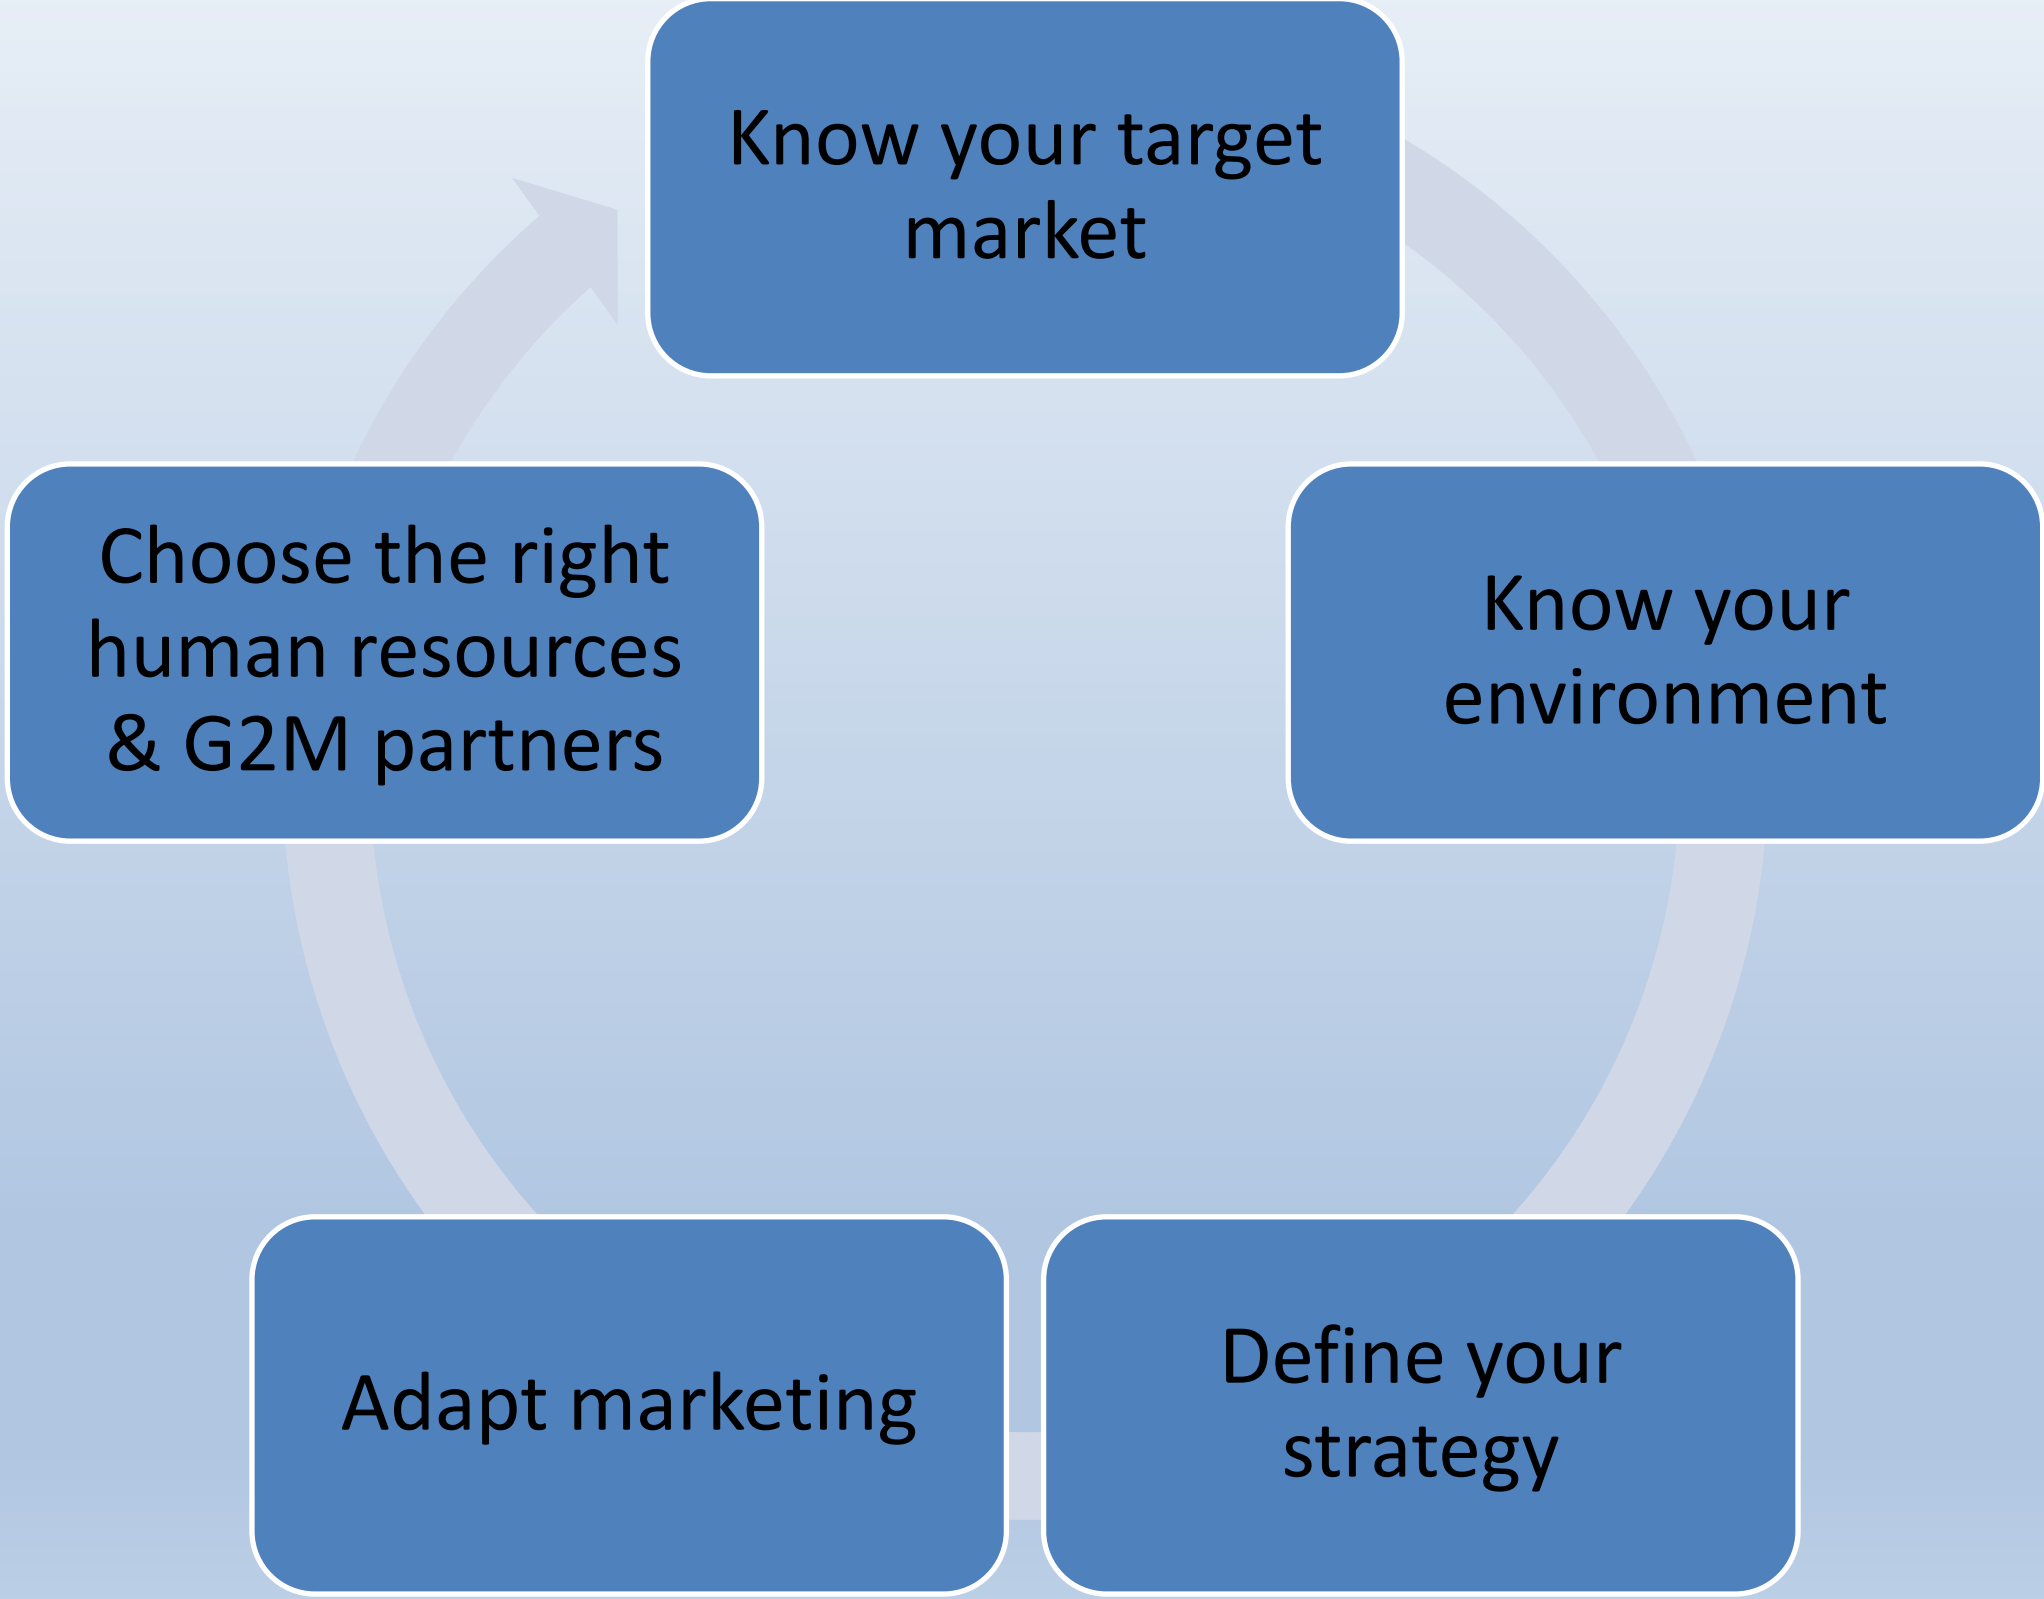 Know your target
market
Know your
environment
Define your
strategy
Adapt marketing
Choose the right
human resources
& G2M partners